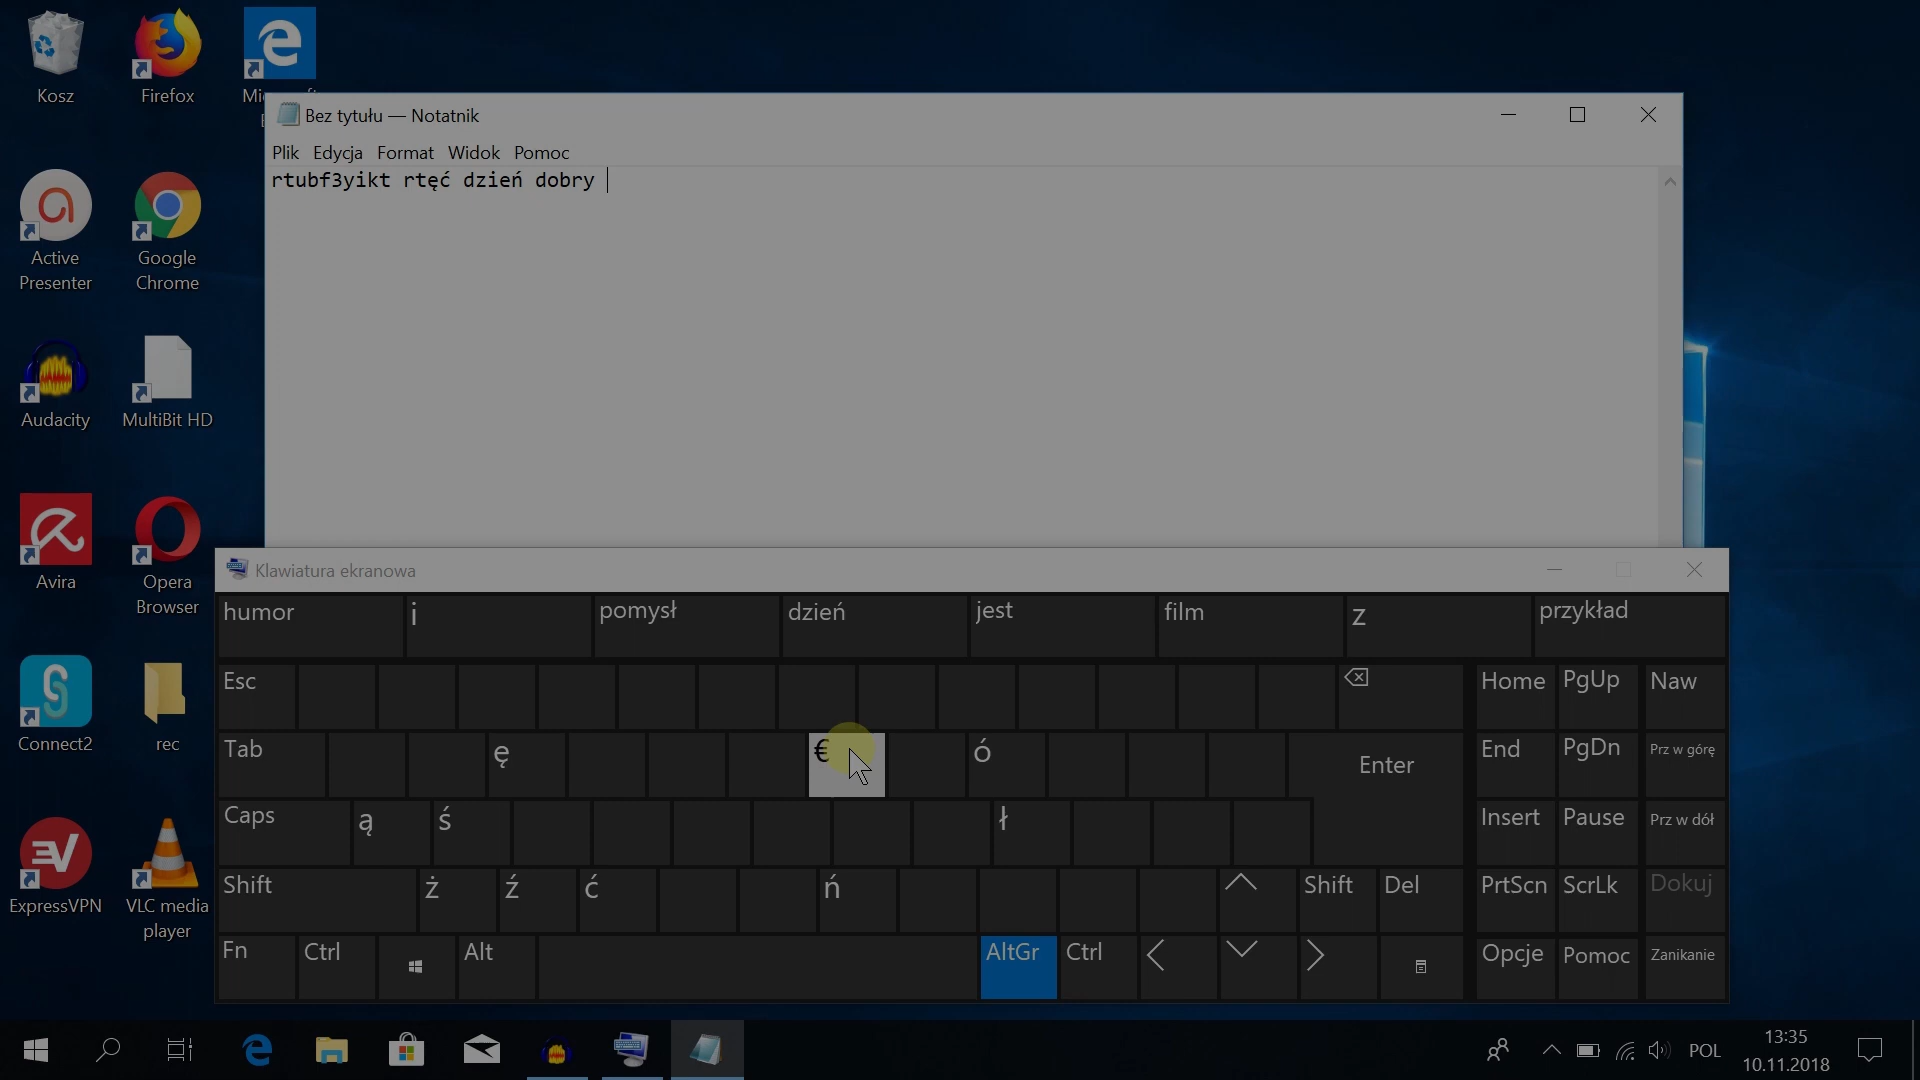 Kosz
Firefox
Bez tytułu — Notatnik
Plik Edycja Format Widok Pomoc
rtubf3yikt rtęć dzień dobry
Active
Presenter
Google
Chrome
Audacity
MultiBit HD
Avira
Opera
Browser
Connect2
rec
ExpressVPN
VLC media
player
Klawiatura ekranowa
humor i pomysł dzień jest film z przykład
Esc Home PgUp Naw
Tab ę € ó Enter End PgDn Prz w górę
Caps ą ś ł Insert Pause Prz w dół
Shift ż ź ć ń Shift Del PrtScn ScrLk Dokuj
Fn Ctrl Alt AltGr Ctrl Opcje Pomoc Zanikanie
POL
13:35
10.11.2018